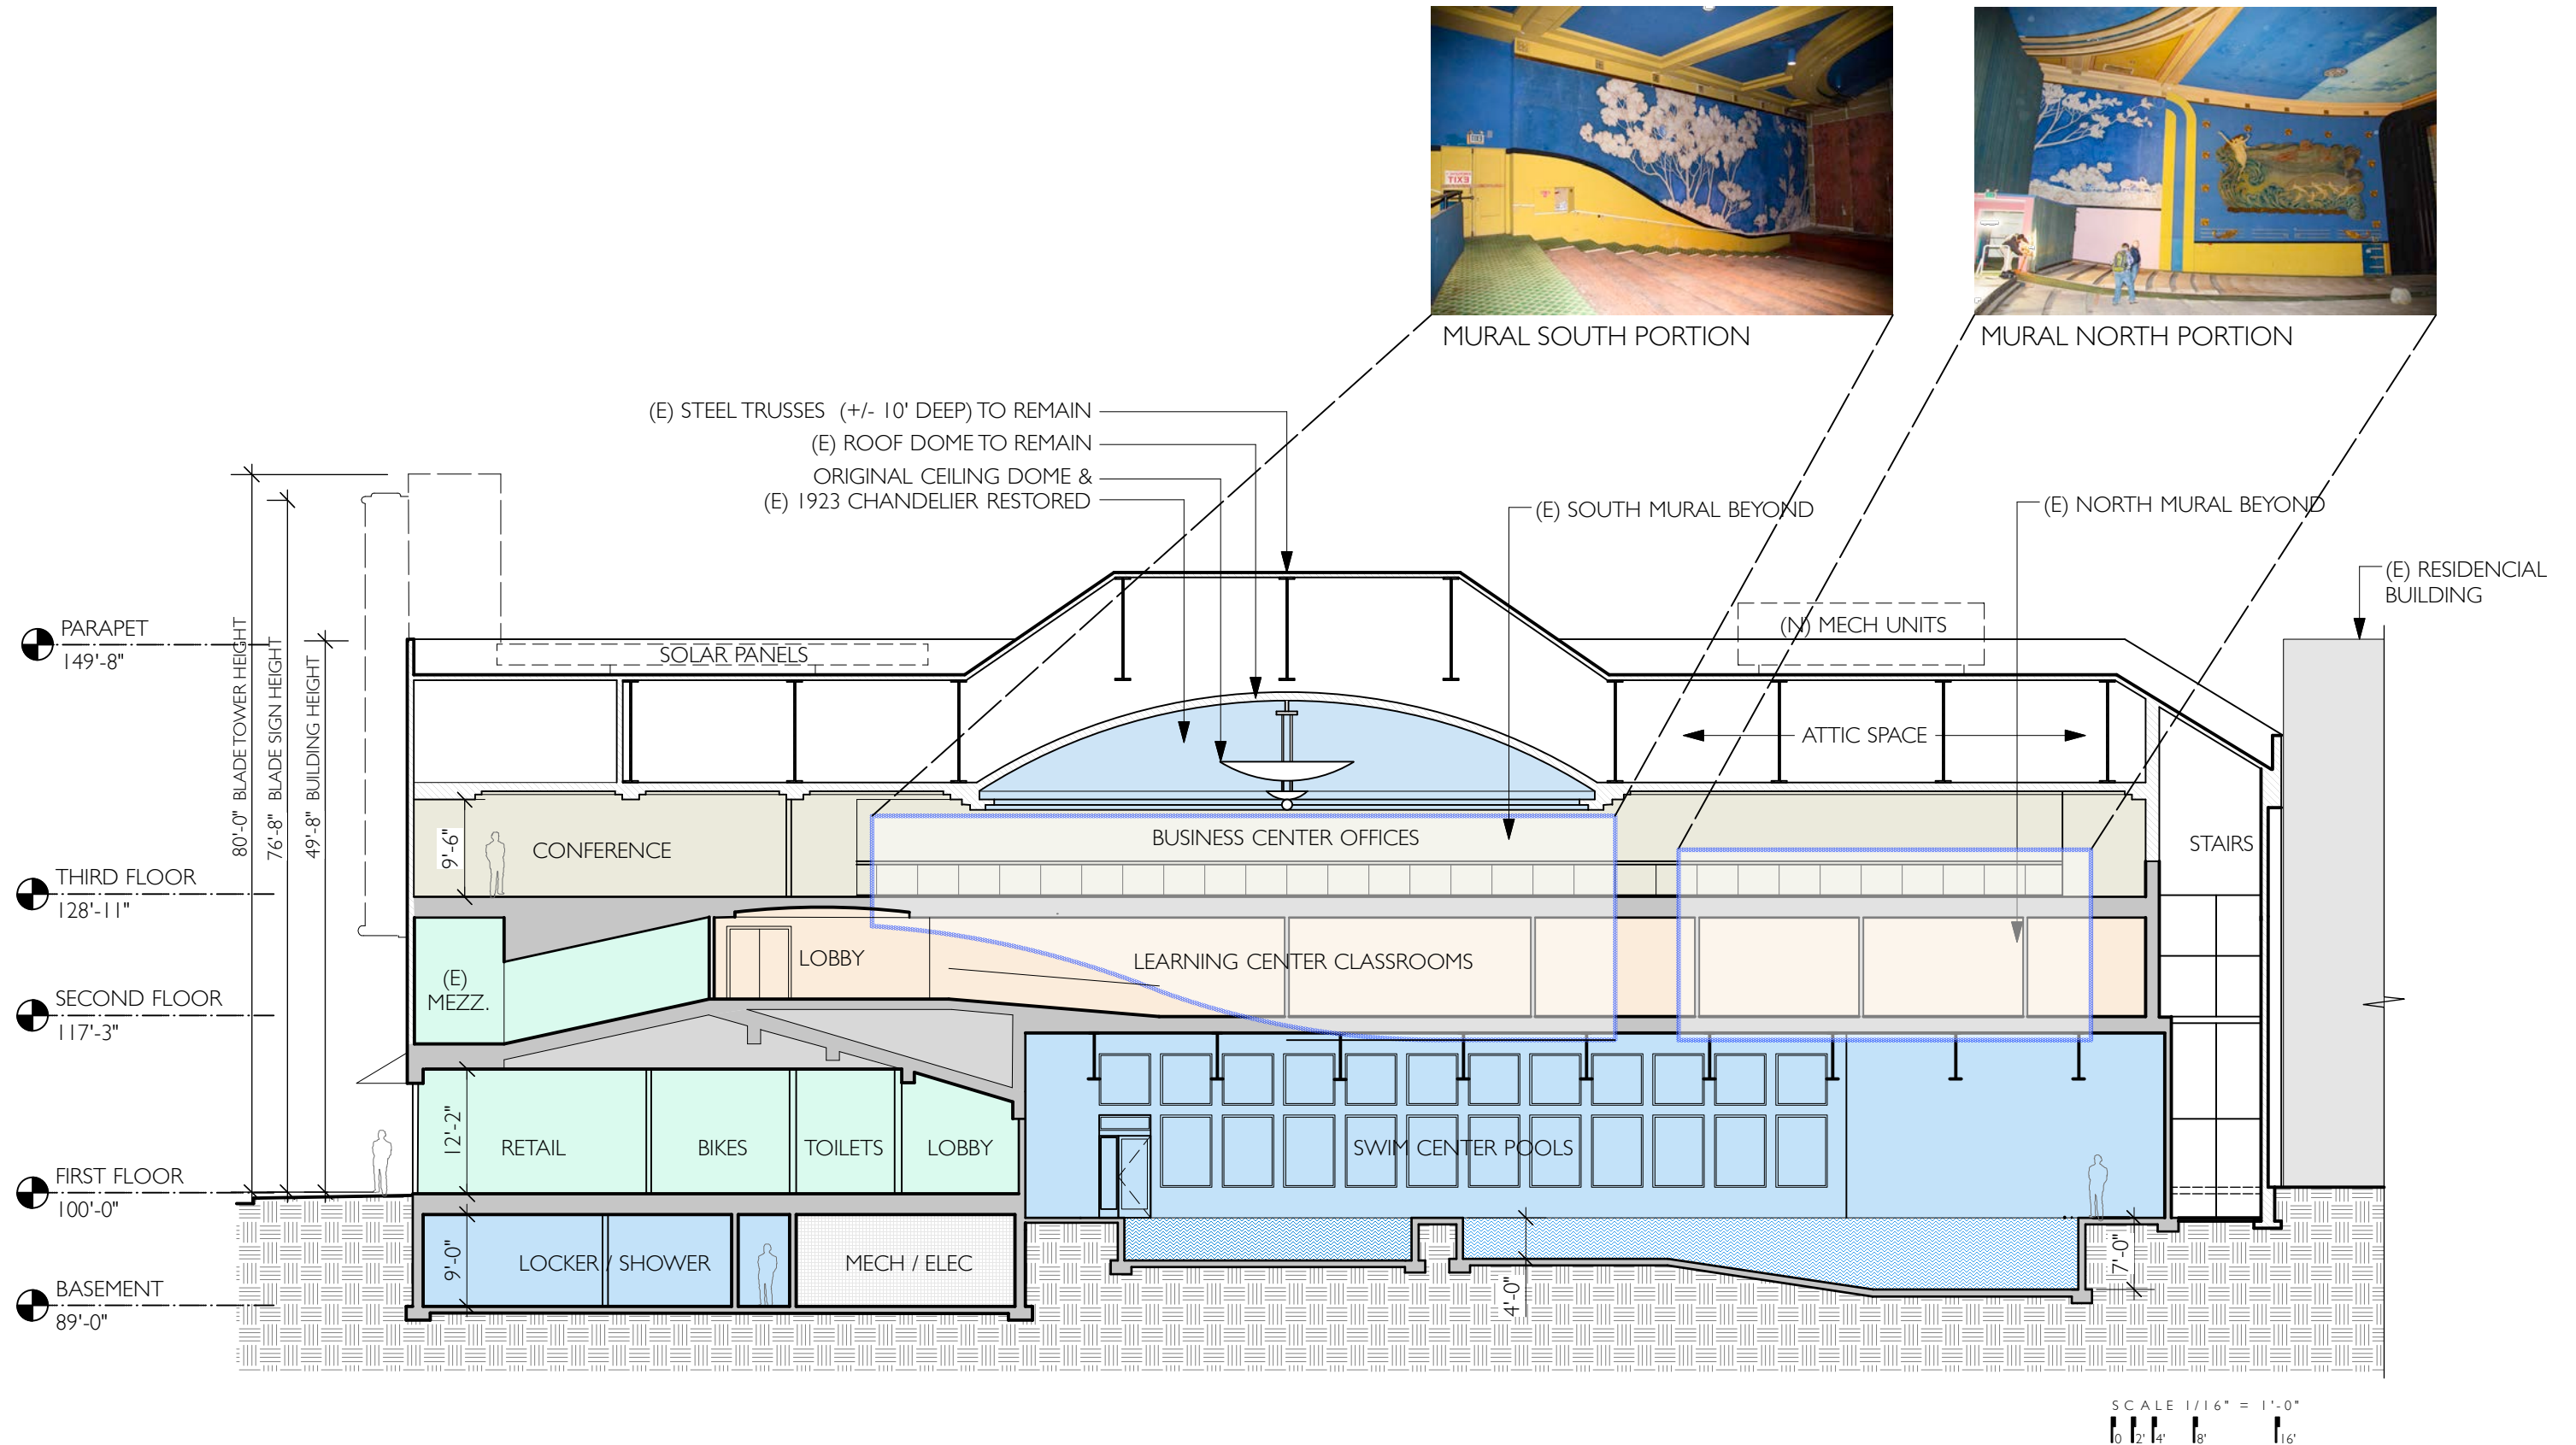 MURAL SOUTH PORTION
MURAL NORTH PORTION
(E) STEEL TRUSSES (+/- 10' DEEP) TO REMAIN
(E) ROOF DOME TO REMAIN
ORIGINAL CEILING DOME &
(E) 1923 CHANDELIER RESTORED
(E) SOUTH MURAL BEYOND
(E) NORTH MURAL BEYOND
(E) RESIDENCIAL
BUILDING
PARAPET
149'-8"
80'-0" BLADE TOWER HEIGHT
76'-8" BLADE SIGN HEIGHT
49'-8" BUILDING HEIGHT
SOLAR PANELS
(N) MECH UNITS
ATTIC SPACE
THIRD FLOOR
128'-11"
9'-6"
CONFERENCE
BUSINESS CENTER OFFICES
STAIRS
SECOND FLOOR
117'-3"
(E)
MEZZ.
LOBBY
LEARNING CENTER CLASSROOMS
FIRST FLOOR
100'-0"
12'-2"
RETAIL
BIKES
TOILETS
LOBBY
SWIM CENTER POOLS
BASEMENT
89'-0"
9'-0"
LOCKER / SHOWER
MECH / ELEC
4'-0"
7'-0"
SCALE 1/16" = 1'-0"
0 2' 4' 8' 16'